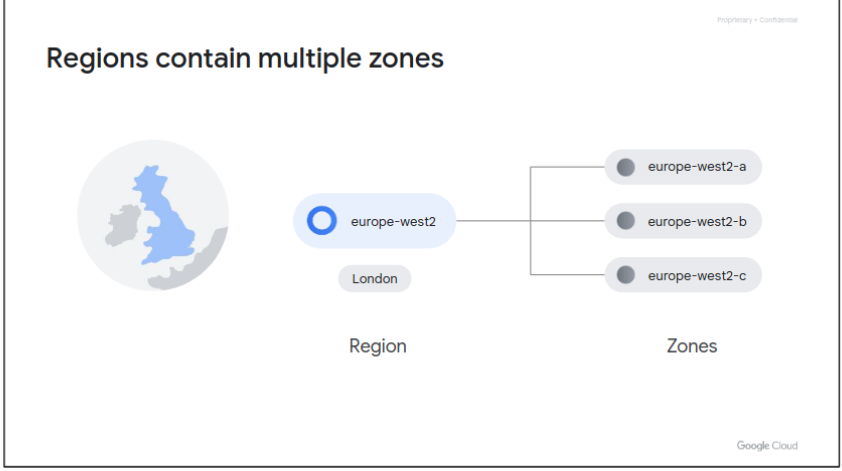 Proprietary + Confidential
Regions contain multiple zones
europe-west2-a
europe-west2
europe-west2-b
London
europe-west2-c
Region
Zones
Google Cloud